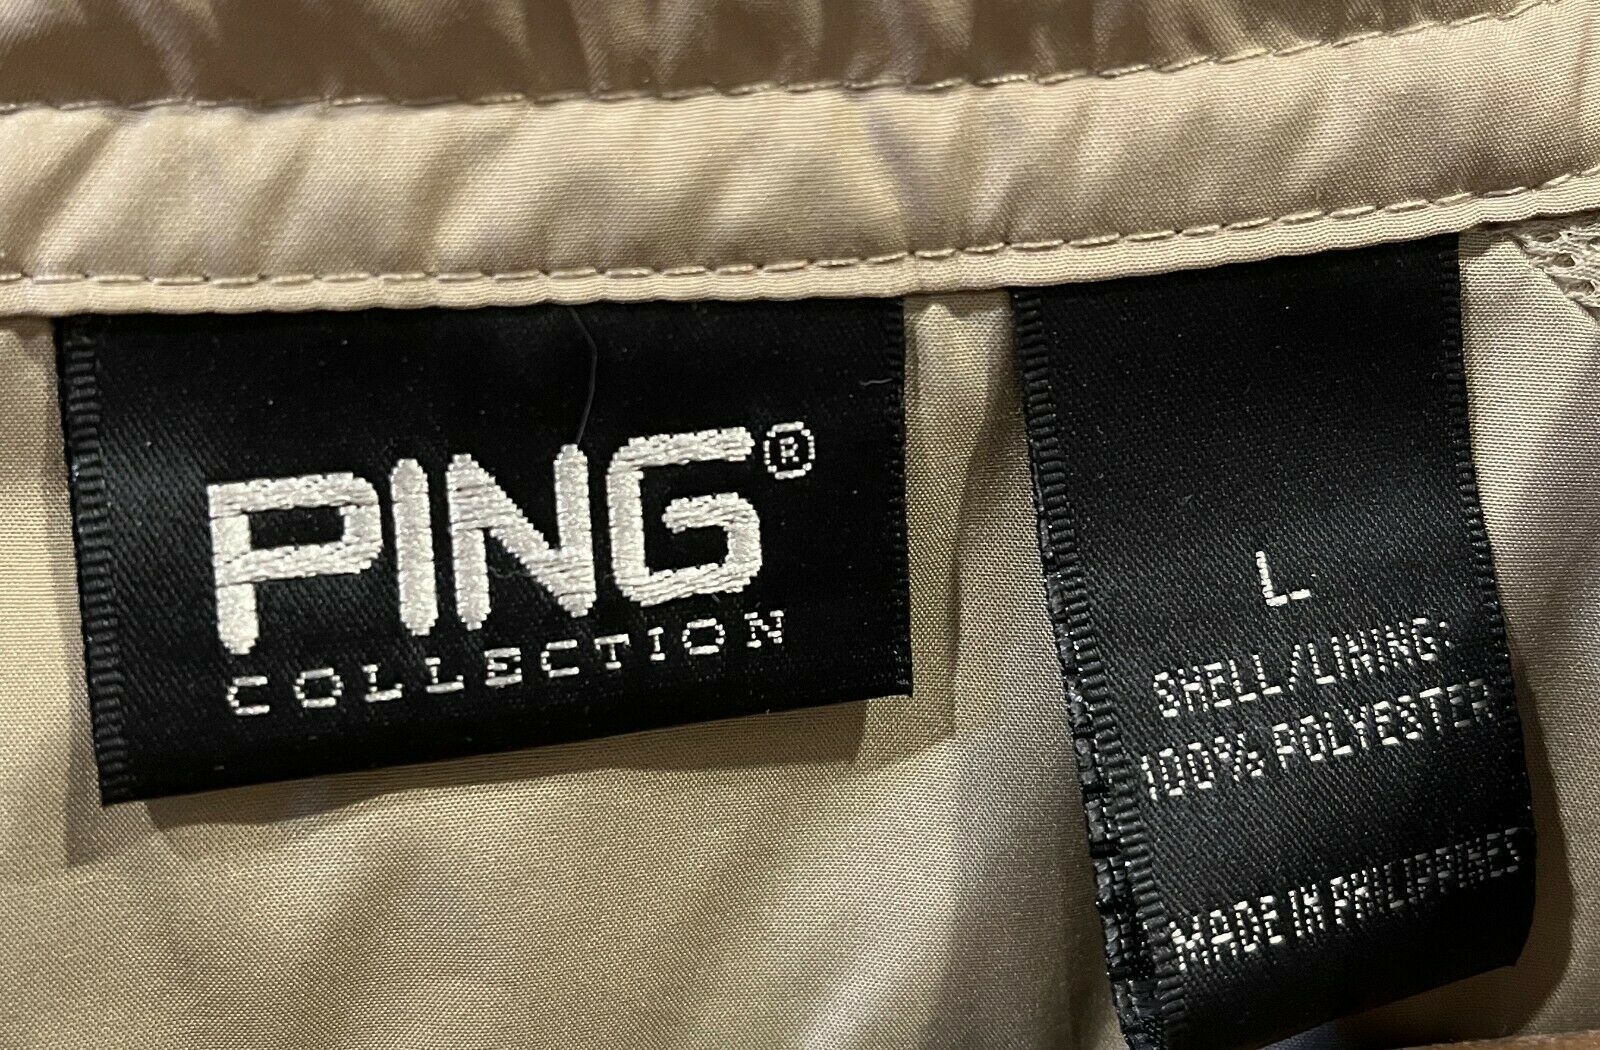 PING®
COLLECTION
L
SHELL/LINING:
100% POLYESTER
MADE IN PHILIPPINES